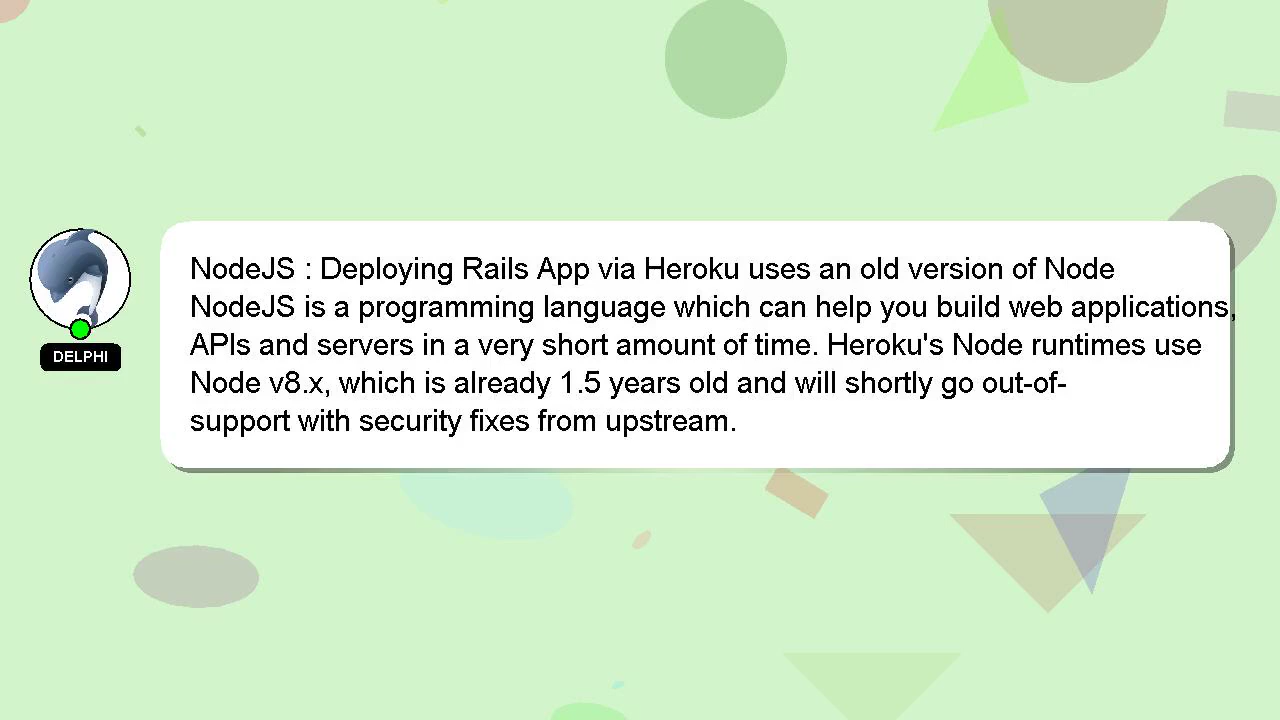 NodeJS : Deploying Rails App via Heroku uses an old version of Node
NodeJS is a programming language which can help you build web applications,
APIs and servers in a very short amount of time. Heroku's Node runtimes use
Node v8.x, which is already 1.5 years old and will shortly go out-of-
support with security fixes from upstream.
DELPHI